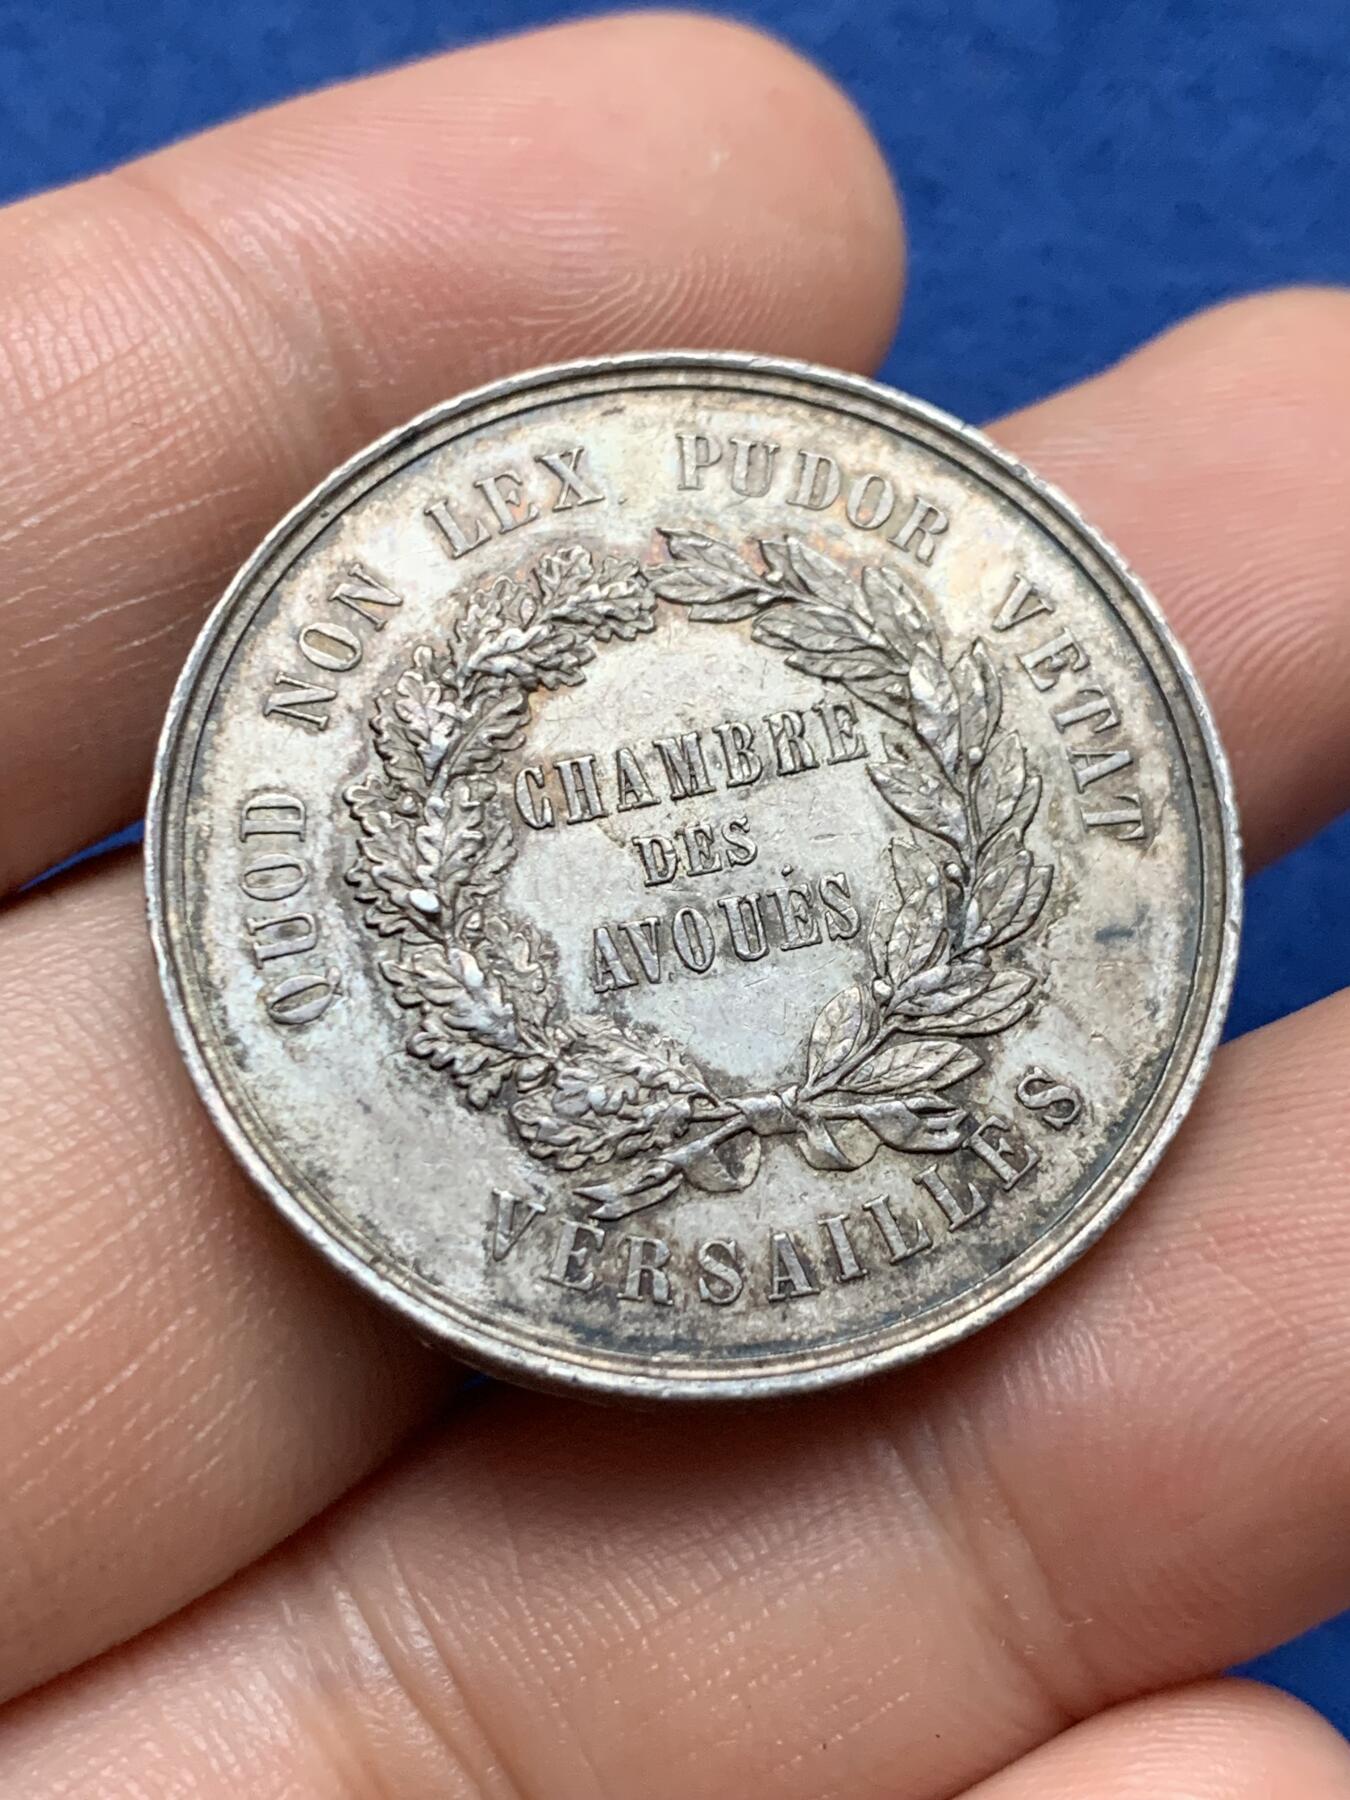 QUOD NON LEX PUDOR VETAT
CHAMBRE
DES
AVOUÉS
VERSAILLES